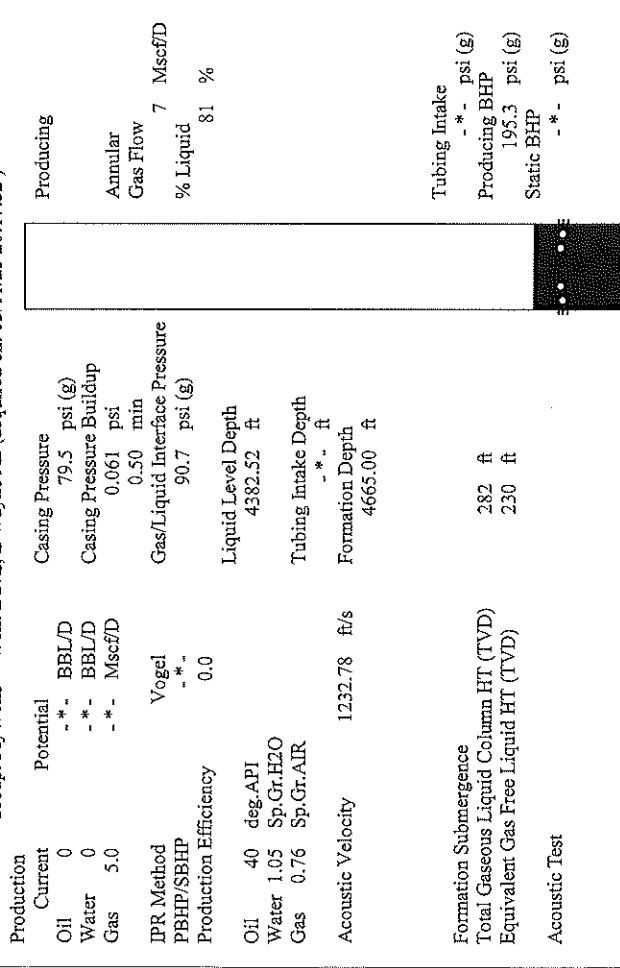 Production
Current Potential
Oil 0 - * - BBL/D
Water 0 - * - BBL/D
Gas 5.0 - * - Mscf/D
IPR Method Vogel
PBHP/SBHP - * -
Production Efficiency 0.0
Oil 40 deg.API
Water 1.05 Sp.Gr.H2O
Gas 0.76 Sp.Gr.AIR
Acoustic Velocity 1232.78 ft/s
Formation Submergence
Total Gaseous Liquid Column HT (TVD) 282 ft
Equivalent Gas Free Liquid HT (TVD) 230 ft
Acoustic Test
Casing Pressure
79.5 psi (g)
Casing Pressure Buildup
0.061 psi
0.50 min
Gas/Liquid Interface Pressure
90.7 psi (g)
Liquid Level Depth
4382.52 ft
Tubing Intake Depth
- * - ft
Formation Depth
4665.00 ft
Producing
Annular
Gas Flow
7 Mscf/D
% Liquid
81 %
Tubing Intake
- * - psi (g)
Producing BHP
195.3 psi (g)
Static BHP
- * - psi (g)